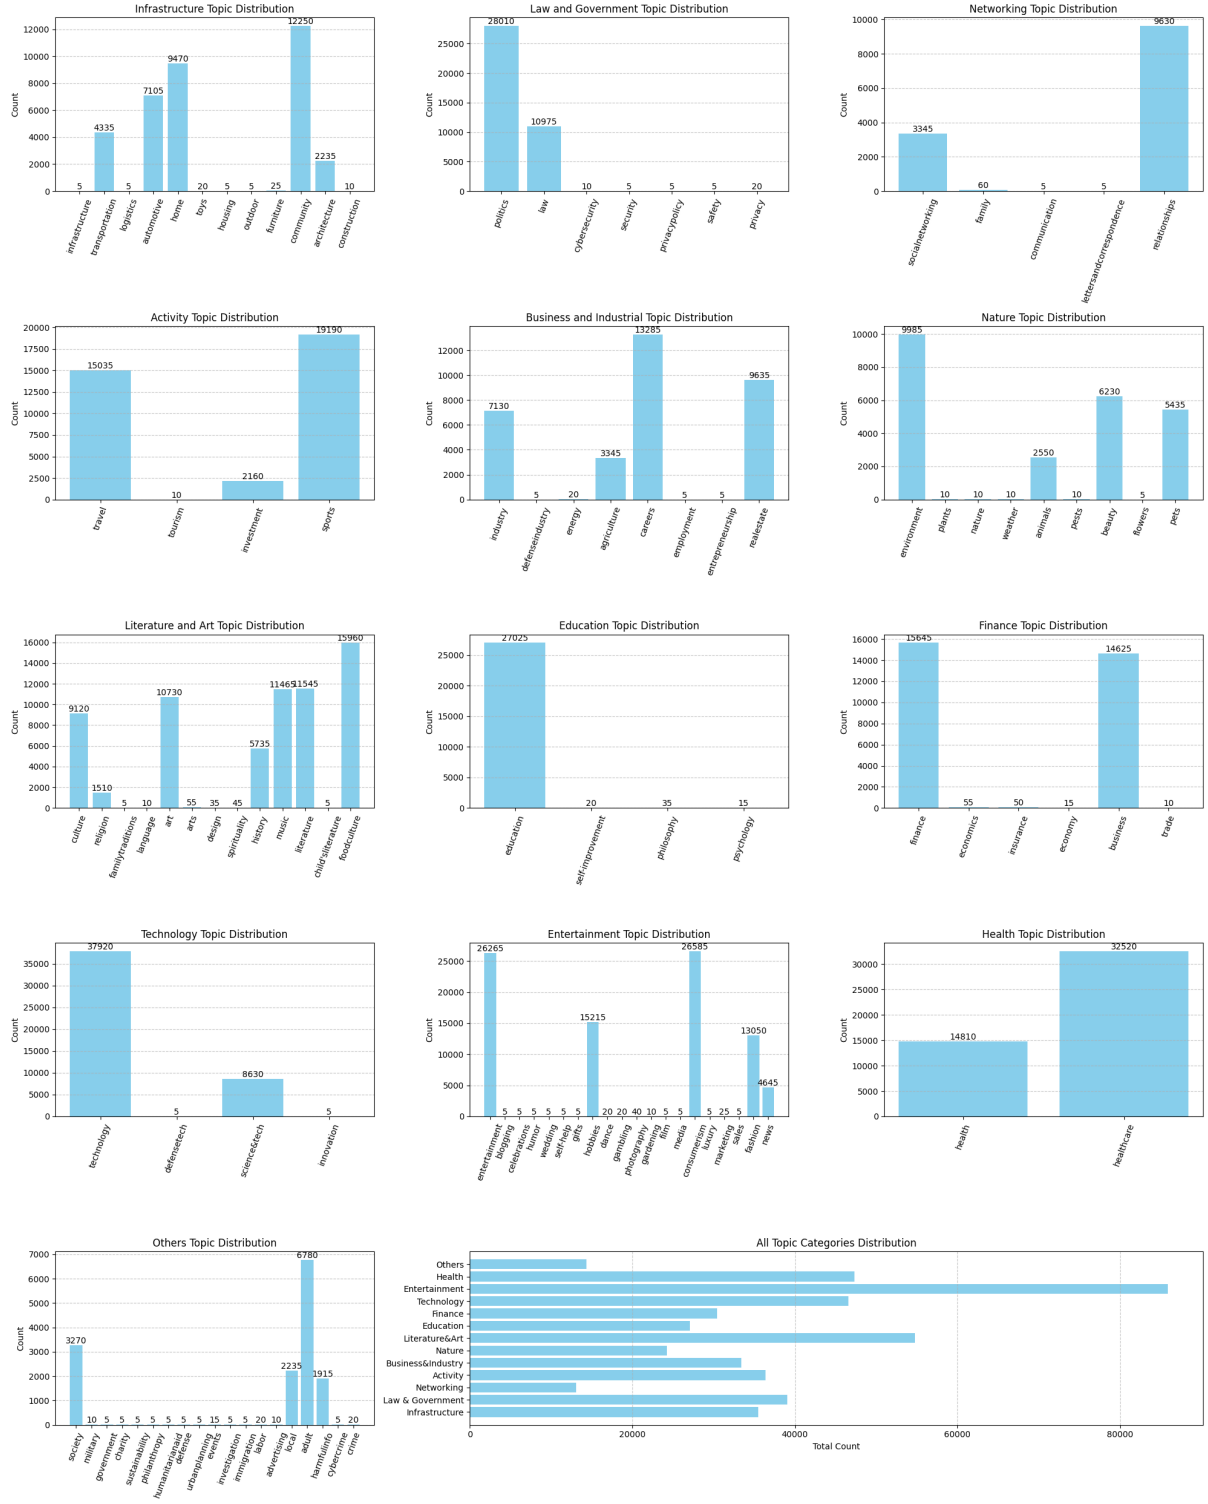 Infrastructure Topic Distribution
Count
12000
10000
8000
6000
4000
2000
0
5
4335
5
7105
9470
20
5
5
25
12250
2235
10
infrastructure
transportation
logistics
automotive
home
toys
housing
outdoor
furniture
community
architecture
construction
Law and Government Topic Distribution
Count
25000
20000
15000
10000
5000
0
28010
10975
10
5
5
5
20
politics
law
cybersecurity
security
privacypolicy
safety
privacy
Networking Topic Distribution
Count
10000
8000
6000
4000
2000
0
3345
60
5
5
9630
socialnetworking
family
communication
lettersandcorrespondence
relationships
Activity Topic Distribution
Count
20000
17500
15000
12500
10000
7500
5000
2500
0
15035
10
2160
19190
travel
tourism
investment
sports
Business and Industrial Topic Distribution
Count
12000
10000
8000
6000
4000
2000
0
7130
5
20
3345
13285
5
5
9635
industry
defenseindustry
energy
agriculture
careers
employment
entrepreneurship
realestate
Nature Topic Distribution
Count
10000
8000
6000
4000
2000
0
9985
10
10
10
2550
10
6230
5
5435
environment
plants
nature
weather
animals
pests
beauty
flowers
pets
Literature and Art Topic Distribution
Count
16000
14000
12000
10000
8000
6000
4000
2000
0
9120
1510
5
10
10730
55
35
45
5735
11465
11545
5
15960
culture
religion
familytraditions
language
art
arts
design
spirituality
history
music
literature
child'sliterature
foodculture
Education Topic Distribution
Count
25000
20000
15000
10000
5000
0
27025
20
35
15
education
self-improvement
philosophy
psychology
Finance Topic Distribution
Count
16000
14000
12000
10000
8000
6000
4000
2000
0
15645
55
50
15
14625
10
finance
economics
insurance
economy
business
trade
Technology Topic Distribution
Count
35000
30000
25000
20000
15000
10000
5000
0
37920
5
8630
5
technology
defensetech
science&tech
innovation
Entertainment Topic Distribution
Count
25000
20000
15000
10000
5000
0
26265
5
5
5
5
5
5
15215
20
20
40
10
5
5
26585
5
25
5
13050
4645
entertainment
blogging
celebrations
humor
wedding
self-help
gifts
hobbies
dance
gambling
photography
gardening
film
media
consumerism
luxury
marketing
sales
fashion
news
Health Topic Distribution
Count
30000
25000
20000
15000
10000
5000
0
14810
32520
health
healthcare
Others Topic Distribution
Count
7000
6000
5000
4000
3000
2000
1000
0
3270
10
5
5
5
5
5
5
5
15
5
5
20
10
2235
6780
1915
5
20
society
military
government
charity
sustainability
philanthropy
humanitarianaid
defense
urbanplanning
events
investigation
immigration
labor
advertising
local
adult
harmfulinfo
cybercrime
crime
All Topic Categories Distribution
Others
Health
Entertainment
Technology
Finance
Education
Literature&Art
Nature
Business&Industry
Activity
Networking
Law & Government
Infrastructure
0
20000
40000
60000
80000
Total Count